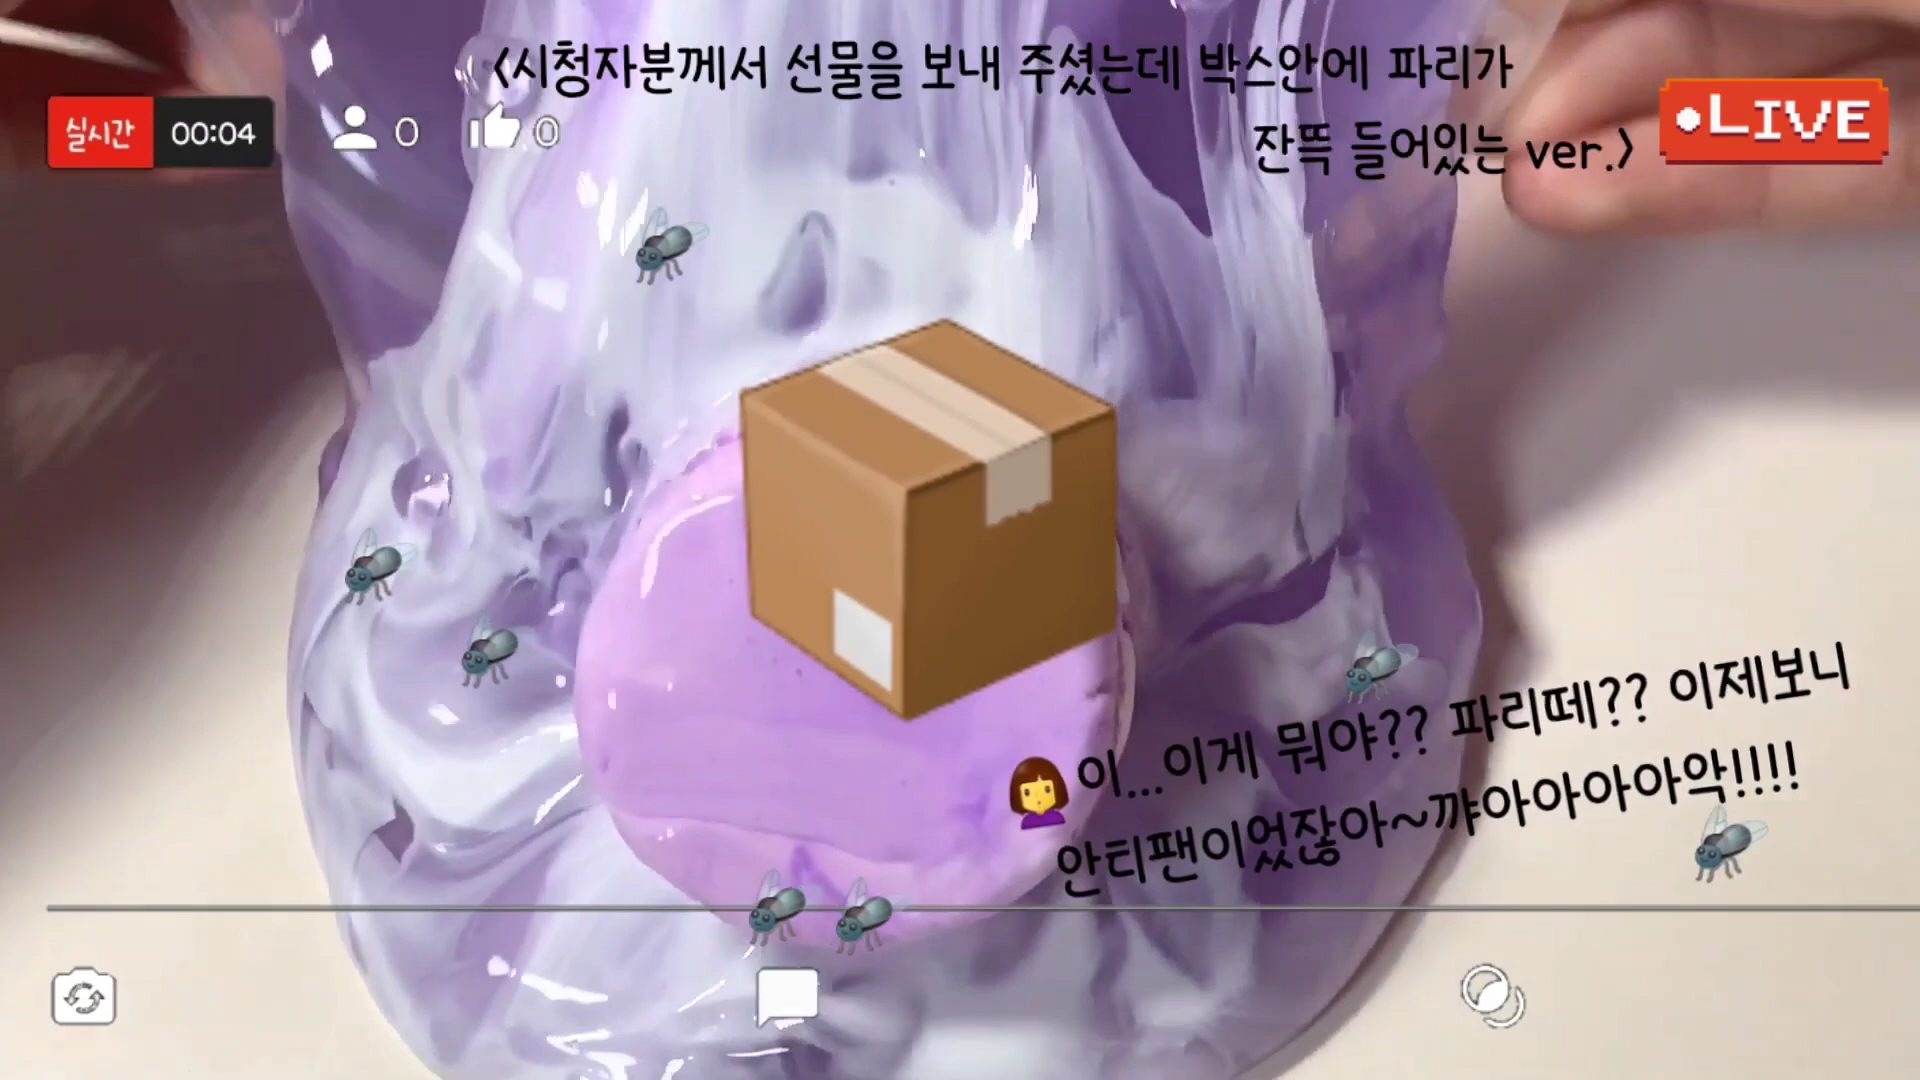 <시청자분께서 선물을 보내 주셨는데 박스안에 파리가
잔뜩 들어있는 ver.>
실시간 00:04 0 0
LIVE
이...이게 뭐야?? 파리떼?? 이제보니
안티팬이었잖아~꺄아아아아악!!!!